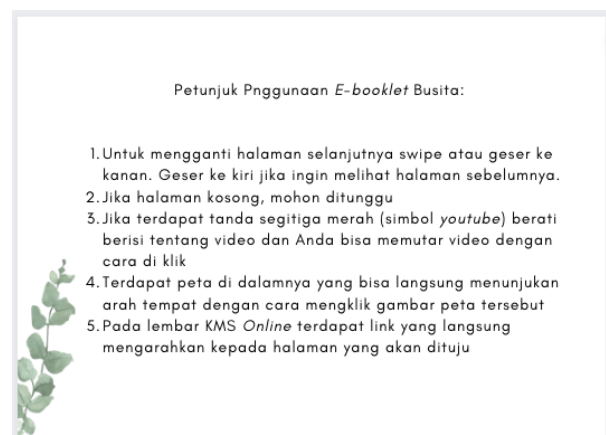 Petunjuk Pnggunaan E-booklet Busita:
1. Untuk mengganti halaman selanjutnya swipe atau geser ke
kanan. Geser ke kiri jika ingin melihat halaman sebelumnya.
2. Jika halaman kosong, mohon ditunggu
3. Jika terdapat tanda segitiga merah (simbol youtube) berati
berisi tentang video dan Anda bisa memutar video dengan
cara di klik
4. Terdapat peta di dalamnya yang bisa langsung menunjukan
arah tempat dengan cara mengklik gambar peta tersebut
5. Pada lembar KMS Online terdapat link yang langsung
mengarahkan kepada halaman yang akan dituju